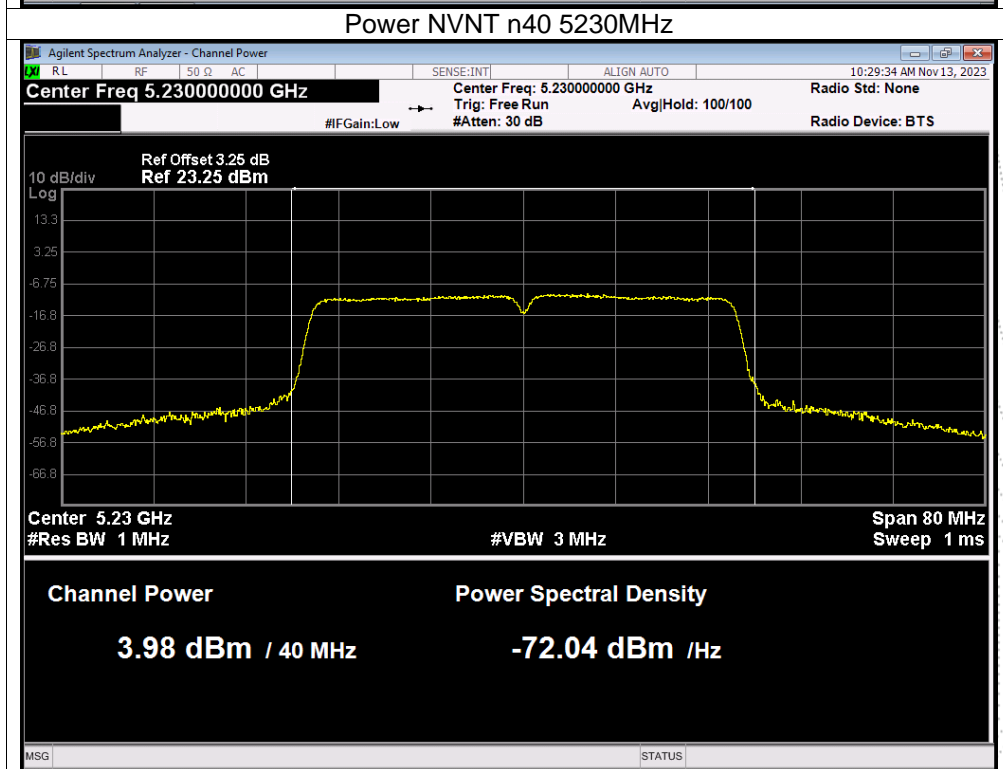 Power NVNT n40 5230MHz
Agilent Spectrum Analyzer - Channel Power
LXI RL RF 50 Ω AC SENSE:INT ALIGN AUTO 10:29:34 AM Nov 13, 2023
Center Freq 5.230000000 GHz Center Freq: 5.230000000 GHz Radio Std: None
Trig: Free Run Avg|Hold: 100/100
#IFGain:Low #Atten: 30 dB Radio Device: BTS
Ref Offset 3.25 dB
10 dB/div Ref 23.25 dBm
Log
13.3
3.25
-6.75
-16.8
-26.8
-36.8
-46.8
-56.8
-66.8
Center 5.23 GHz Span 80 MHz
#Res BW 1 MHz #VBW 3 MHz Sweep 1 ms
Channel Power Power Spectral Density
3.98 dBm / 40 MHz -72.04 dBm /Hz
MSG STATUS